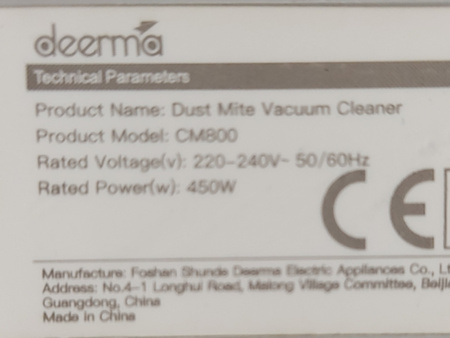 deerma
Technical Parameters
Product Name: Dust Mite Vacuum Cleaner
Product Model: CM800
Rated Voltage(v): 220-240V~ 50/60Hz
Rated Power(w): 450W
CE
Manufacture: Foshan Shunde Deerma Electric Appliances Co., Lt
Address: No.4-1 Longhui Road, Malong Village Committee, Beiji
Guangdong, China
Made in China